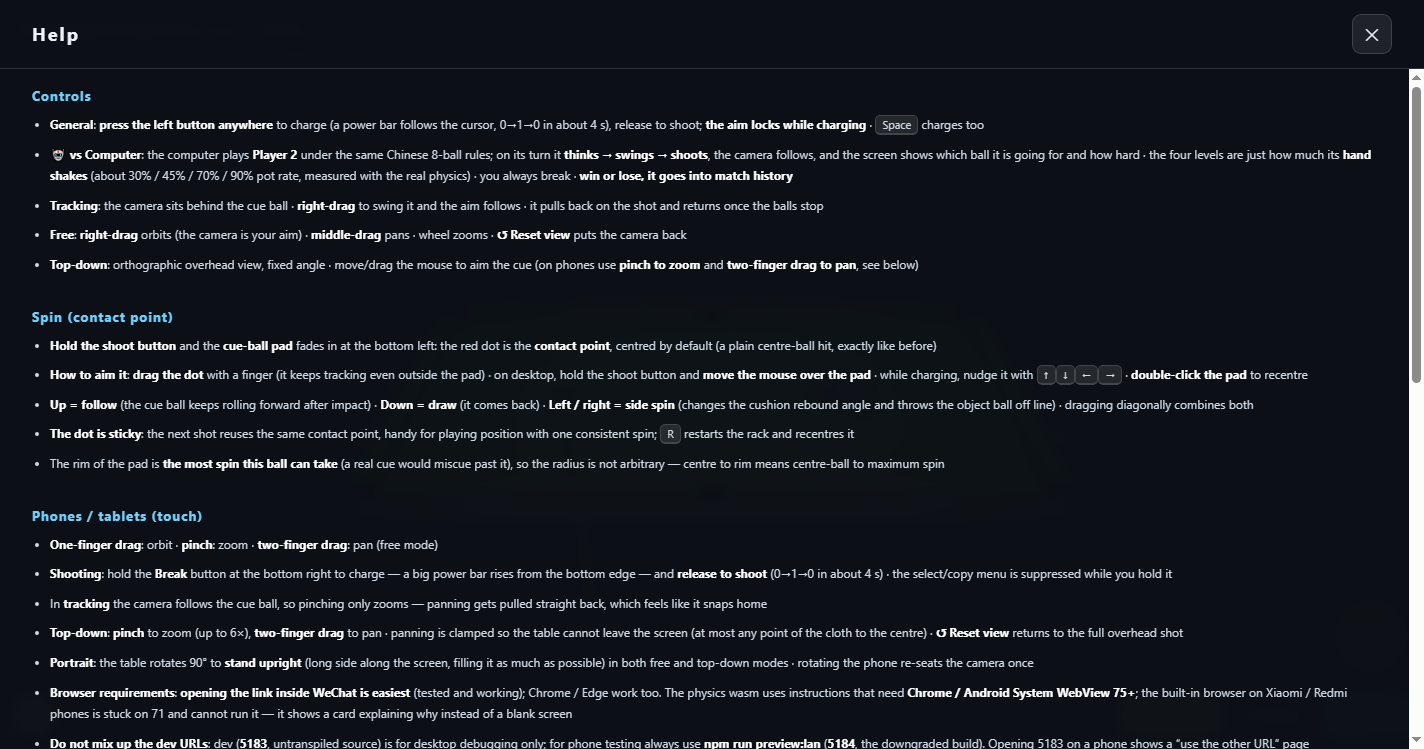 Help
Controls
• General: press the left button anywhere to charge (a power bar follows the cursor, 0→1→0 in about 4 s), release to shoot; the aim locks while charging · Space charges too
• vs Computer: the computer plays Player 2 under the same Chinese 8-ball rules; on its turn it thinks → swings → shoots, the camera follows, and the screen shows which ball it is going for and how hard · the four levels are just how much its hand
shakes (about 30% / 45% / 70% / 90% pot rate, measured with the real physics) · you always break · win or lose, it goes into match history
• Tracking: the camera sits behind the cue ball · right-drag to swing it and the aim follows · it pulls back on the shot and returns once the balls stop
• Free: right-drag orbits (the camera is your aim) · middle-drag pans · wheel zooms · ↺ Reset view puts the camera back
• Top-down: orthographic overhead view, fixed angle · move/drag the mouse to aim the cue (on phones use pinch to zoom and two-finger drag to pan, see below)
Spin (contact point)
• Hold the shoot button and the cue-ball pad fades in at the bottom left: the red dot is the contact point, centred by default (a plain centre-ball hit, exactly like before)
• How to aim it: drag the dot with a finger (it keeps tracking even outside the pad) · on desktop, hold the shoot button and move the mouse over the pad · while charging, nudge it with ↑ ↓ ← → · double-click the pad to recentre
• Up = follow (the cue ball keeps rolling forward after impact) · Down = draw (it comes back) · Left / right = side spin (changes the cushion rebound angle and throws the object ball off line) · dragging diagonally combines both
• The dot is sticky: the next shot reuses the same contact point, handy for playing position with one consistent spin; R restarts the rack and recentres it
• The rim of the pad is the most spin this ball can take (a real cue would miscue past it), so the radius is not arbitrary — centre to rim means centre-ball to maximum spin
Phones / tablets (touch)
• One-finger drag: orbit · pinch: zoom · two-finger drag: pan (free mode)
• Shooting: hold the Break button at the bottom right to charge — a big power bar rises from the bottom edge — and release to shoot (0→1→0 in about 4 s) · the select/copy menu is suppressed while you hold it
• In tracking the camera follows the cue ball, so pinching only zooms — panning gets pulled straight back, which feels like it snaps home
• Top-down: pinch to zoom (up to 6×), two-finger drag to pan · panning is clamped so the table cannot leave the screen (at most any point of the cloth to the centre) · ↺ Reset view returns to the full overhead shot
• Portrait: the table rotates 90° to stand upright (long side along the screen, filling it as much as possible) in both free and top-down modes · rotating the phone re-seats the camera once
• Browser requirements: opening the link inside WeChat is easiest (tested and working); Chrome / Edge work too. The physics wasm uses instructions that need Chrome / Android System WebView 75+; the built-in browser on Xiaomi / Redmi
phones is stuck on 71 and cannot run it — it shows a card explaining why instead of a blank screen
• Do not mix up the dev URLs: dev (5183, untranspiled source) is for desktop debugging only; for phone testing always use npm run preview:lan (5184, the downgraded build). Opening 5183 on a phone shows a "use the other URL" page